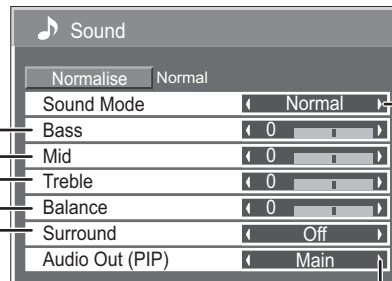 Sound
Normalise Normal
Sound Mode Normal
Bass 0
Mid 0
Treble 0
Balance 0
Surround Off
Audio Out (PIP) Main